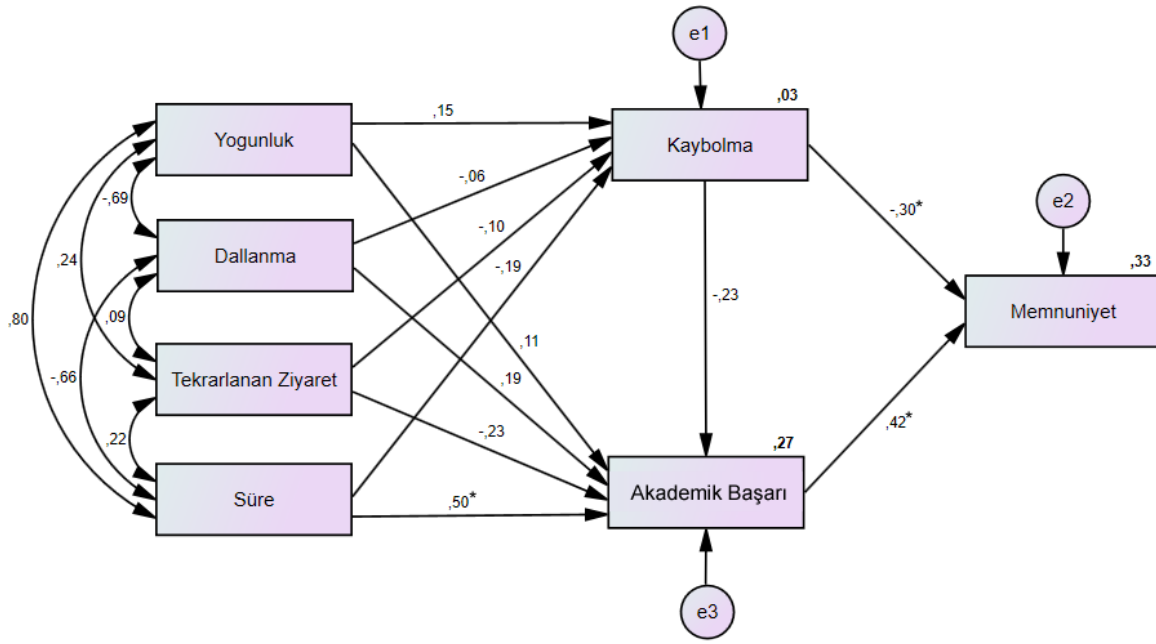 e1
,03
Yogunluk
,15
Kaybolma
-,06
e2
-,69
-,10
-,30*
Dallanma
-,19
,33
,24
-,23
Memnuniyet
,80
,09
,11
-,66
Tekrarlanan Ziyaret
,19
,42*
,22
-,23
,27
Süre
,50*
Akademik Başarı
e3